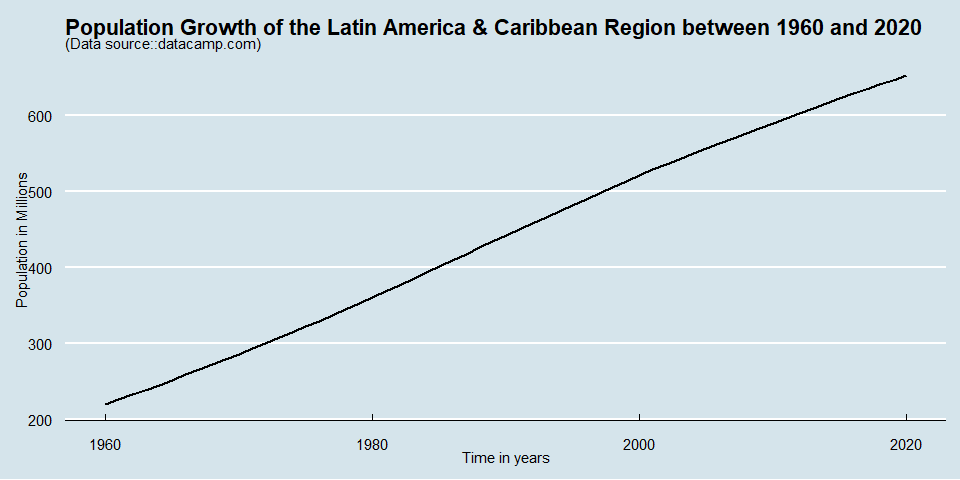 Population Growth of the Latin America & Caribbean Region between 1960 and 2020
(Data source::datacamp.com)
Population in Millions
600
500
400
300
200
1960
1980
2000
2020
Time in years